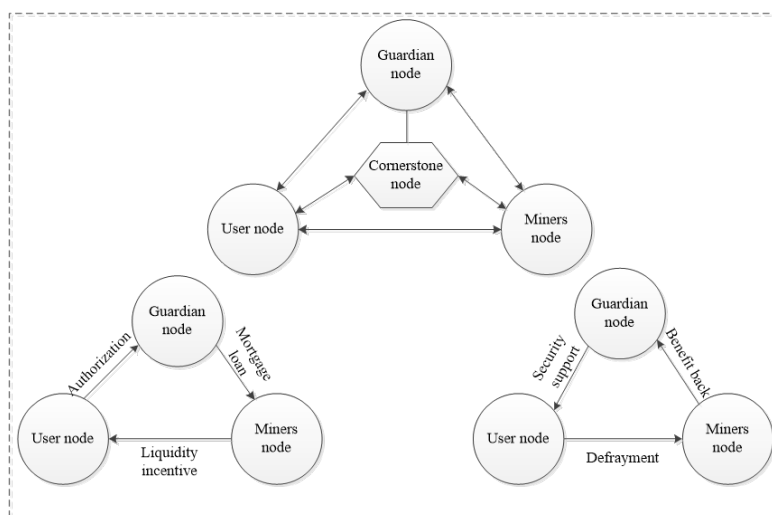 Guardian
node
Cornerstone
node
User node
Miners
node
Guardian
node
Authorization
Mortgage
loan
User node
Miners
node
Liquidity
incentive
Guardian
node
Security
support
Benefit back
User node
Miners
node
Defrayment